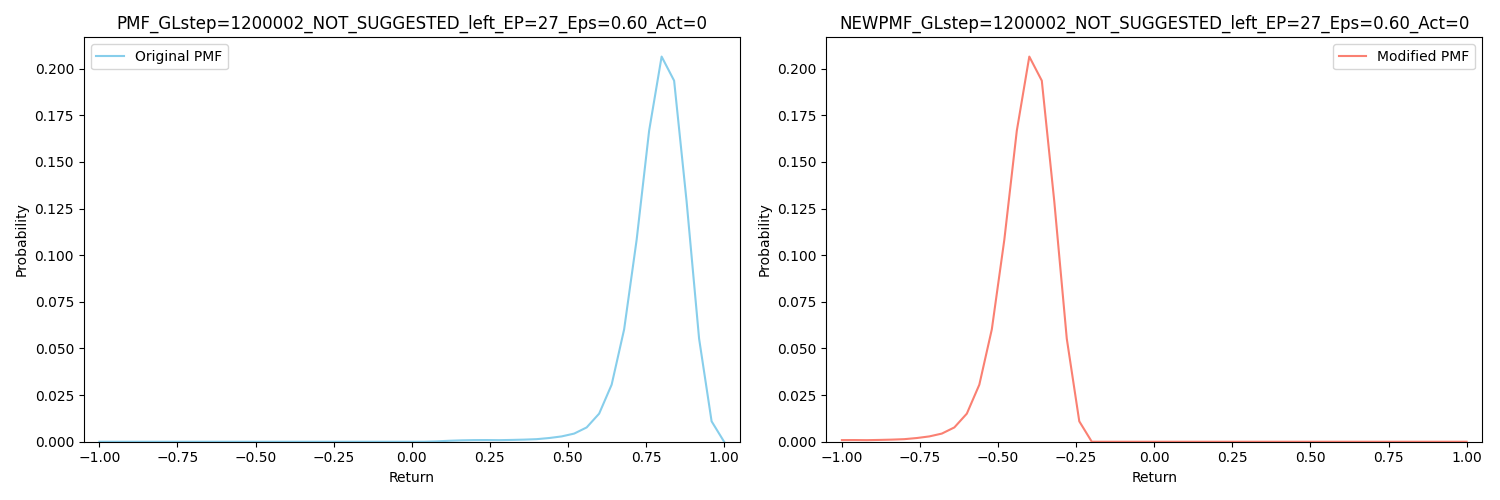 PMF_GLstep=1200002_NOT_SUGGESTED_left_EP=27_Eps=0.60_Act=0
Original PMF
0.200
0.175
0.150
0.125
0.100
0.075
0.050
0.025
0.000
Probability
−1.00 −0.75 −0.50 −0.25 0.00 0.25 0.50 0.75 1.00
Return
NEWPMF_GLstep=1200002_NOT_SUGGESTED_left_EP=27_Eps=0.60_Act=0
Modified PMF
0.200
0.175
0.150
0.125
0.100
0.075
0.050
0.025
0.000
Probability
−1.00 −0.75 −0.50 −0.25 0.00 0.25 0.50 0.75 1.00
Return